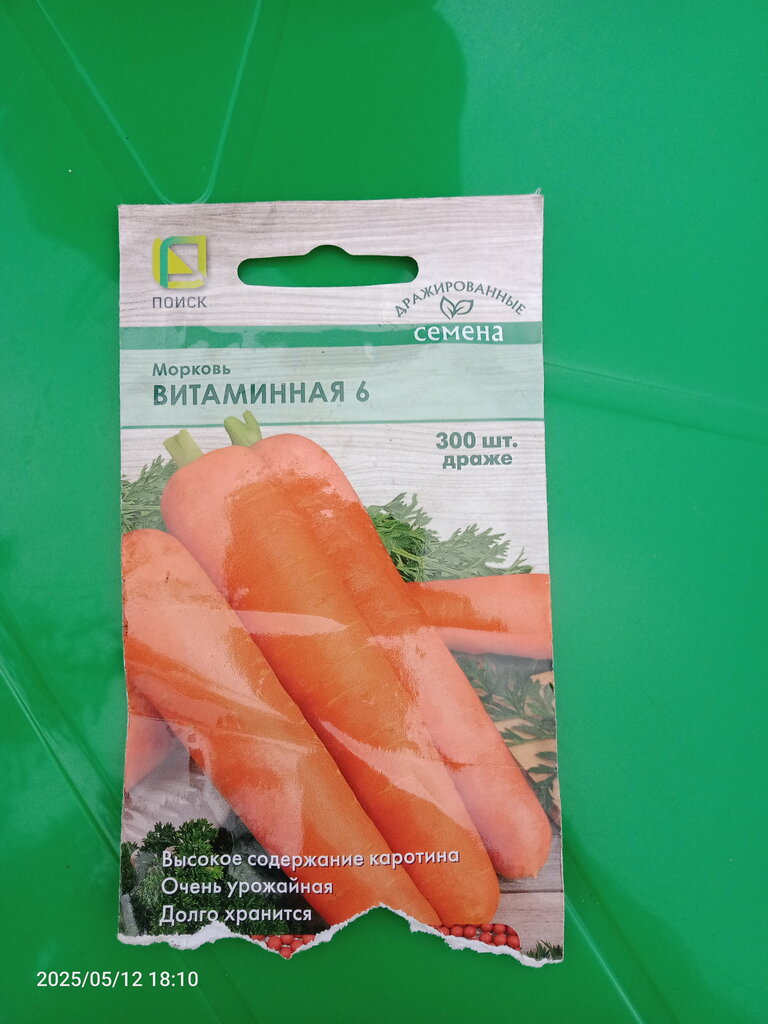 ПОИСК
ДРАЖИРОВАННЫЕ
семена
Морковь
ВИТАМИННАЯ 6
300 шт.
драже
Высокое содержание каротина
Очень урожайная
Долго хранится
2025/05/12 18:10